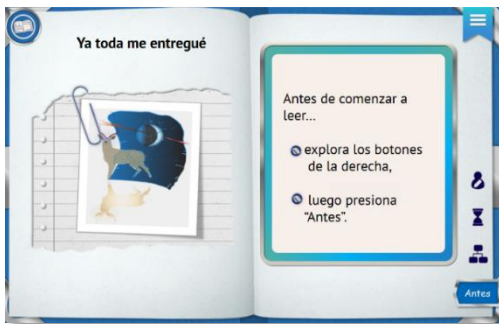 Ya toda me entregué
Antes de comenzar a
leer...
explora los botones
de la derecha,
luego presiona
"Antes".
Antes